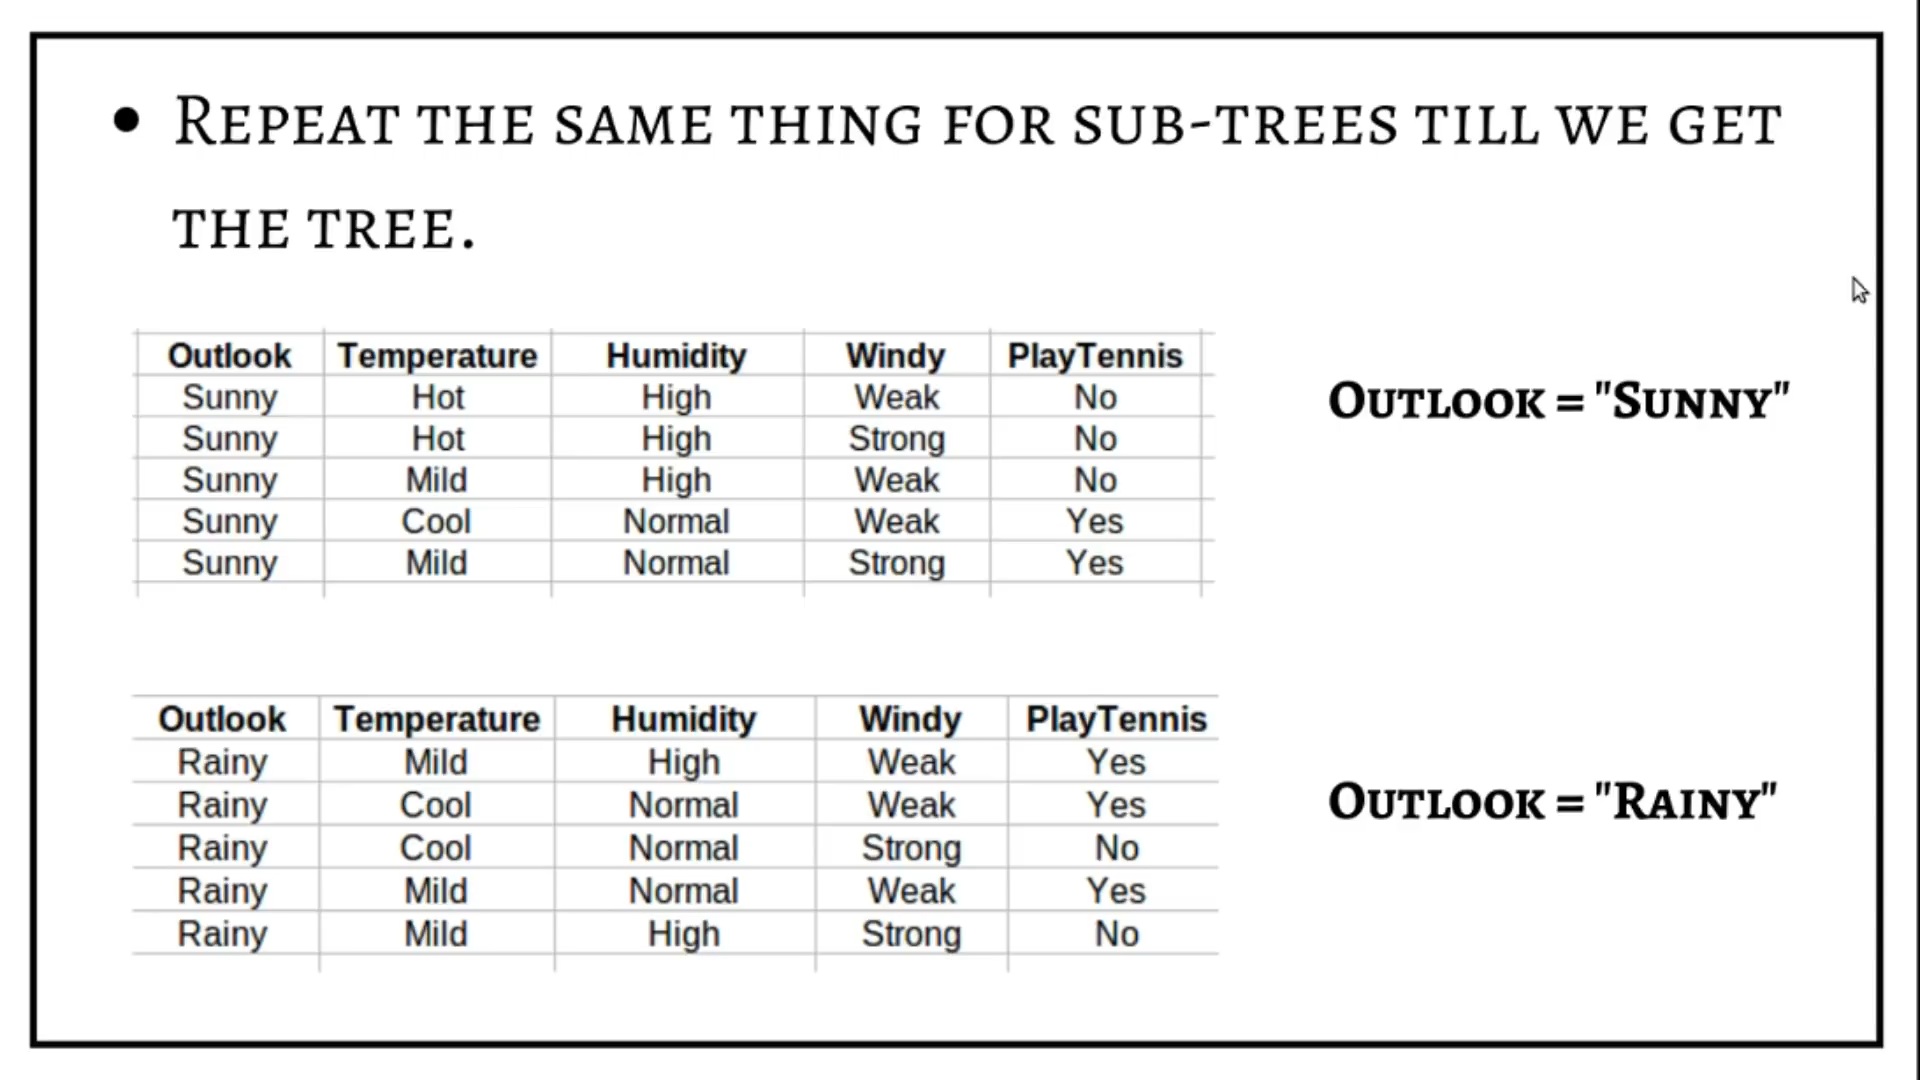 • Repeat the same thing for sub-trees till we get
the tree.
Outlook Temperature Humidity Windy PlayTennis
Sunny Hot High Weak No
Sunny Hot High Strong No
Sunny Mild High Weak No
Sunny Cool Normal Weak Yes
Sunny Mild Normal Strong Yes
Outlook = "Sunny"
Outlook Temperature Humidity Windy PlayTennis
Rainy Mild High Weak Yes
Rainy Cool Normal Weak Yes
Rainy Cool Normal Strong No
Rainy Mild Normal Weak Yes
Rainy Mild High Strong No
Outlook = "Rainy"